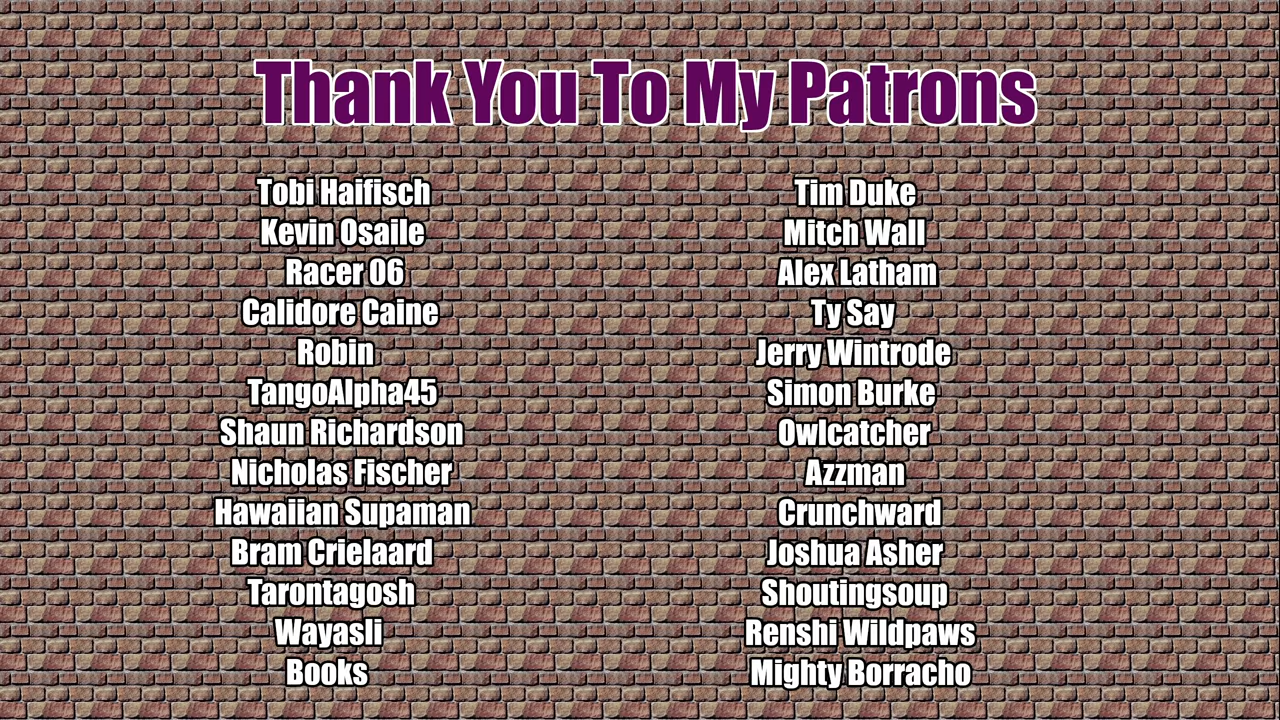 Thank You To My Patrons
Tobi Haifisch
Kevin Osaile
Racer 06
Calidore Caine
Robin
TangoAlpha45
Shaun Richardson
Nicholas Fischer
Hawaiian Supaman
Bram Crielaard
Tarontagosh
Wayasli
Books
Tim Duke
Mitch Wall
Alex Latham
Ty Say
Jerry Wintrode
Simon Burke
Owlcatcher
Azzman
Crunchward
Joshua Asher
Shoutingsoup
Renshi Wildpaws
Mighty Borracho